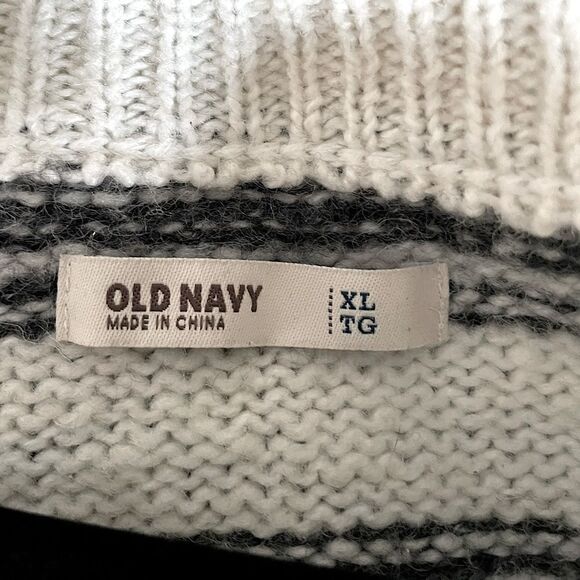 OLD NAVY
MADE IN CHINA
XL
TG